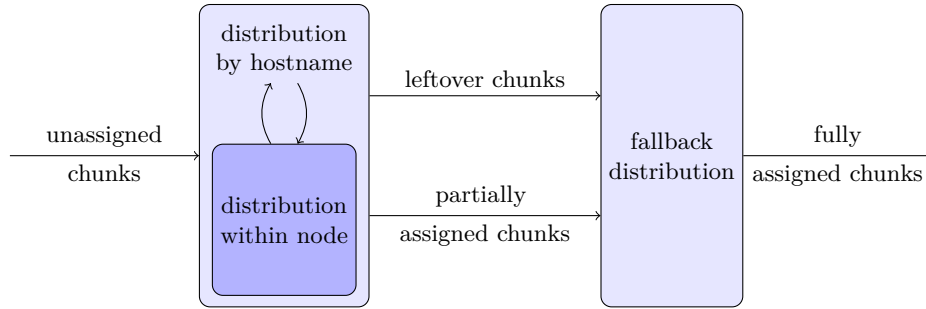 unassigned
chunks
distribution
by hostname
distribution
within node
leftover chunks
partially
assigned chunks
fallback
distribution
fully
assigned chunks